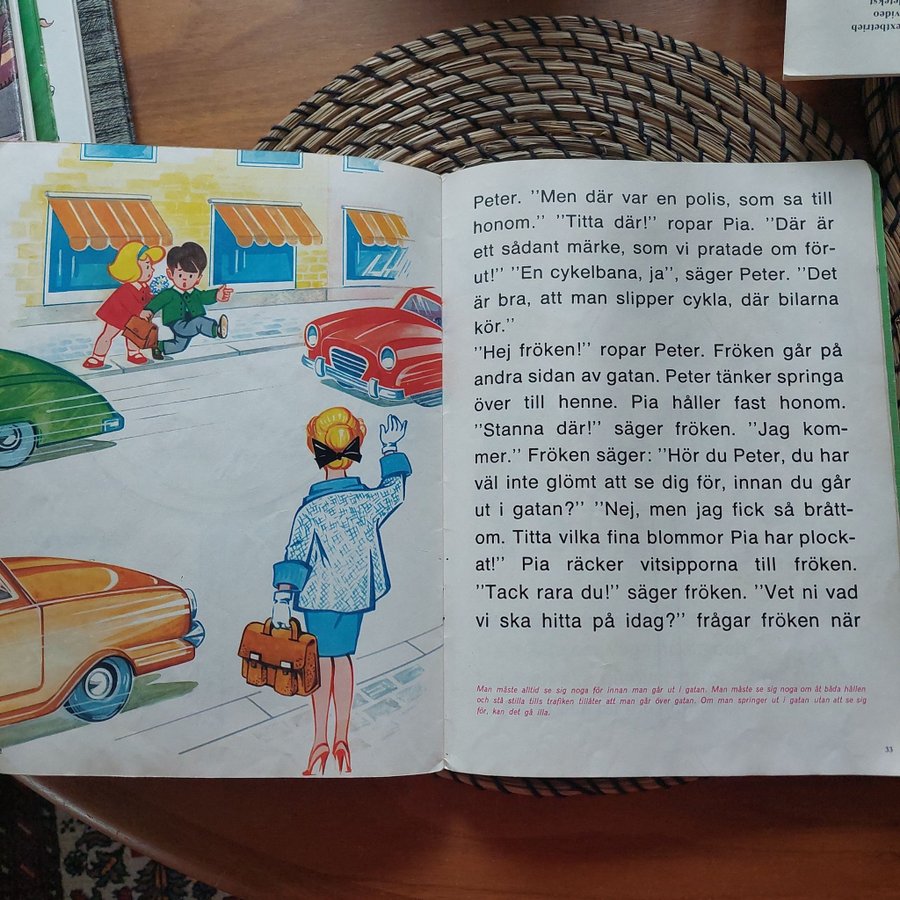 extbetrieb
video
Peter. ”Men där var en polis, som sa till
honom.” ”Titta där!” ropar Pia. ”Där är
ett sådant märke, som vi pratade om för-
ut!” ”En cykelbana, ja”, säger Peter. ”Det
är bra, att man slipper cykla, där bilarna
kör.”
”Hej fröken!” ropar Peter. Fröken går på
andra sidan av gatan. Peter tänker springa
över till henne. Pia håller fast honom.
”Stanna där!” säger fröken. ”Jag kom-
mer.” Fröken säger: ”Hör du Peter, du har
väl inte glömt att se dig för, innan du går
ut i gatan?” ”Nej, men jag fick så brått-
om. Titta vilka fina blommor Pia har plock-
at!” Pia räcker vitsipporna till fröken.
”Tack rara du!” säger fröken. ”Vet ni vad
vi ska hitta på idag?” frågar fröken när
Man måste alltid se sig noga för innan man går ut i gatan. Man måste se sig noga om åt båda hållen
och stå stilla tills trafiken tillåter att man går över gatan. Om man springer ut i gatan utan att se sig
för, kan det gå illa.
33